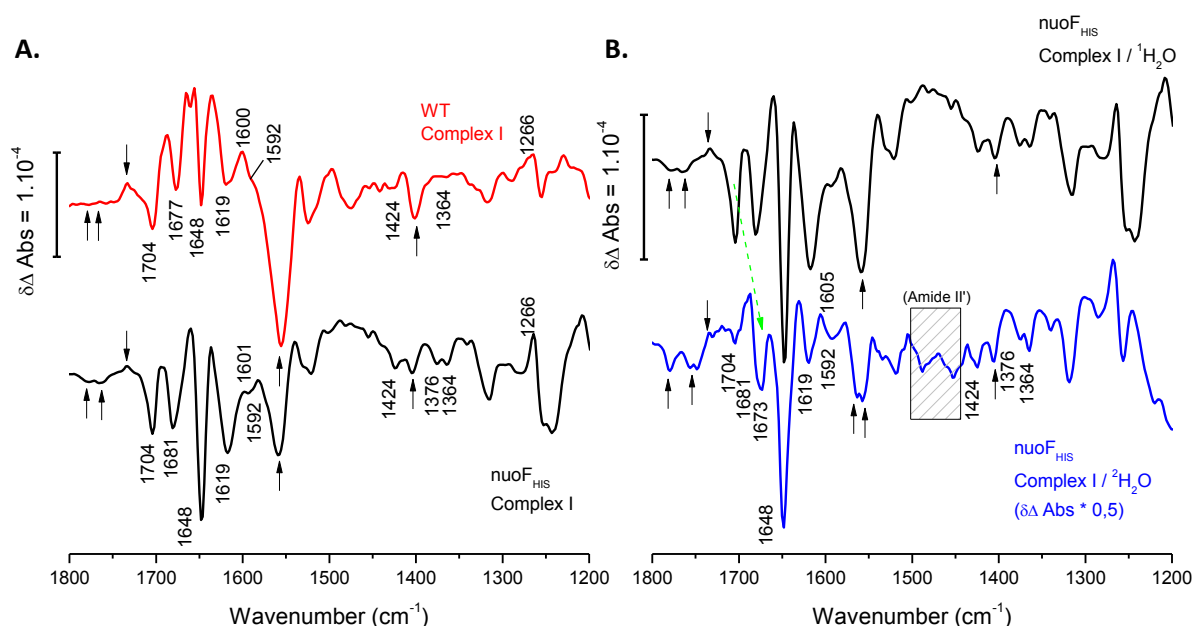 A.
WT
Complex I
δΔ Abs = 1.10⁻⁴
1704
1677
1648
1619
1600
1592
1424
1364
1266
1704
1681
1648
1619
1601
1592
1424
1376
1364
1266
nuoF_HIS
Complex I
1800 1700 1600 1500 1400 1300 1200
Wavenumber (cm⁻¹)
B.
nuoF_HIS
Complex I / ¹H₂O
δΔ Abs = 1.10⁻⁴
1704
1681
1673
1648
1619
1605
1592
(Amide II')
1424
1376
1364
nuoF_HIS
Complex I / ²H₂O
(δΔ Abs * 0,5)
1800 1700 1600 1500 1400 1300 1200
Wavenumber (cm⁻¹)